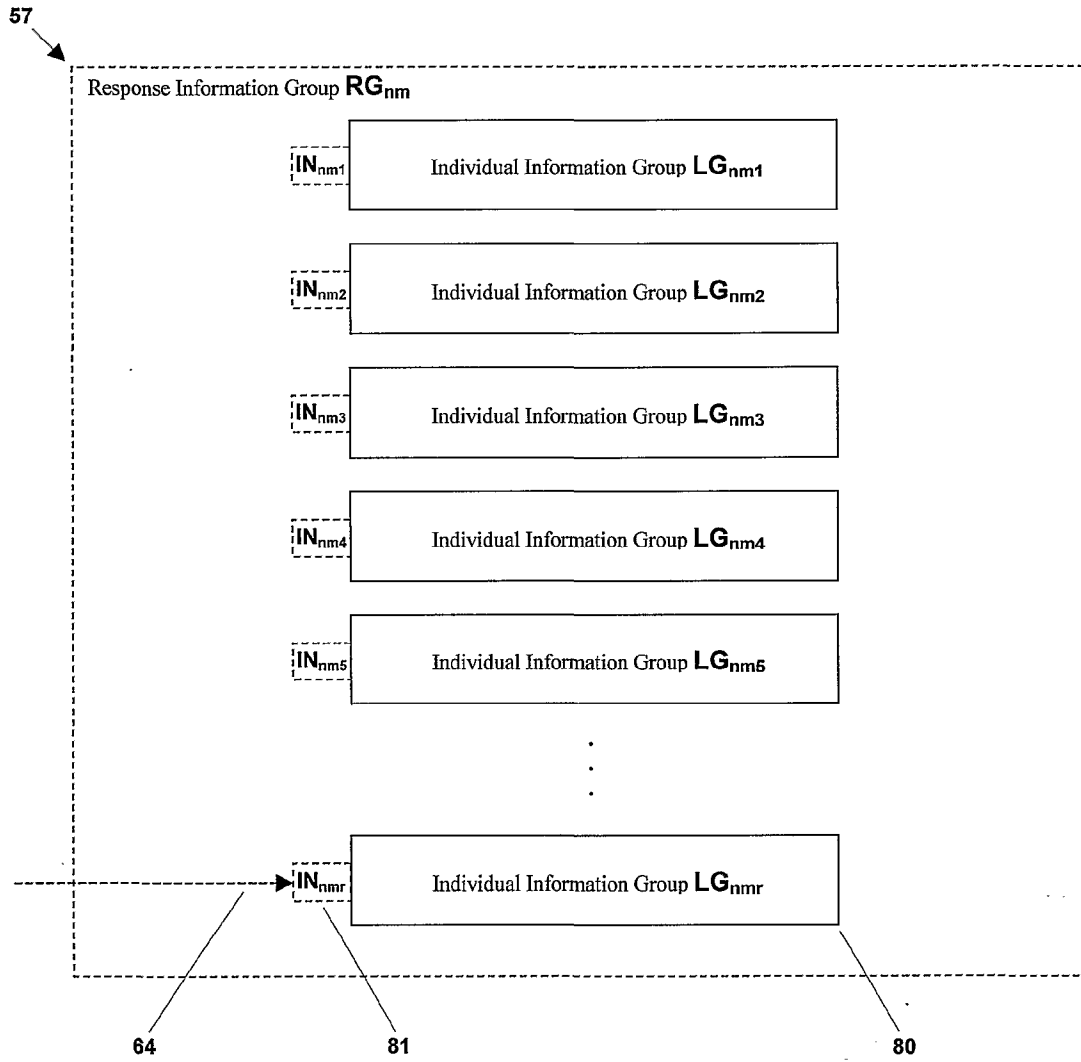 57
Response Information Group RGnm
INnm1 Individual Information Group LGnm1
INnm2 Individual Information Group LGnm2
INnm3 Individual Information Group LGnm3
INnm4 Individual Information Group LGnm4
INnm5 Individual Information Group LGnm5
INnmr Individual Information Group LGnmr
64 81 80